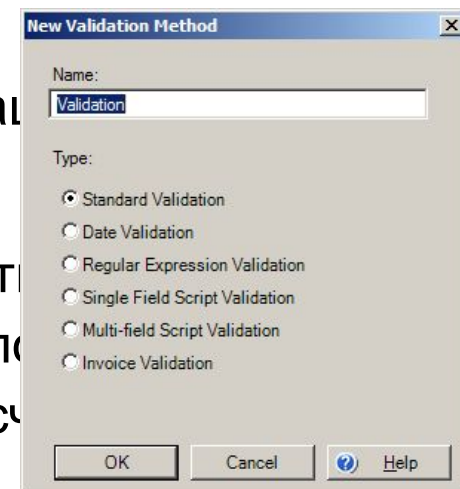 New Validation Method
Name:
Validation
Type:
Standard Validation
Date Validation
Regular Expression Validation
Single Field Script Validation
Multi-field Script Validation
Invoice Validation
OK Cancel Help